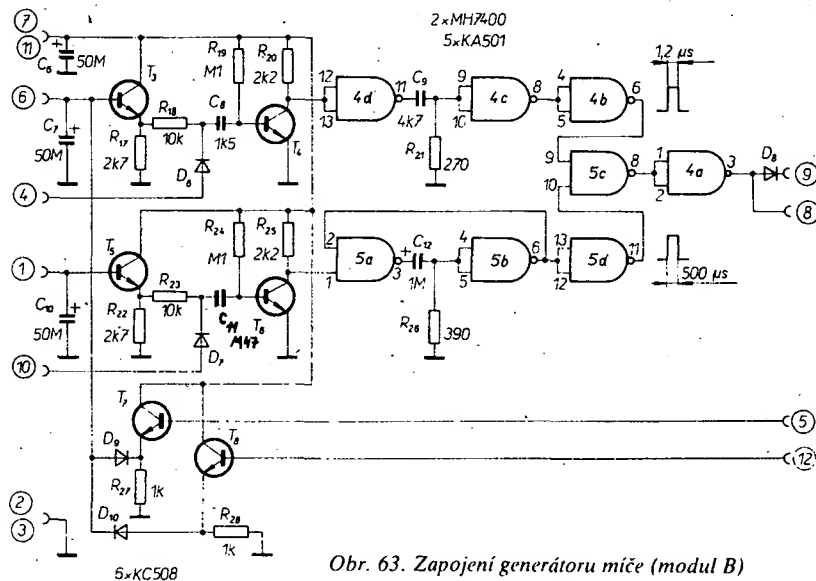 2×MH7400
5×KA501
7
11
C6
50M
T3
R19
M1
R20
2k2
6
C7
50M
R18
10k
R17
2k7
C8
1k5
T4
D6
4
12
13
4d
11
C9
4k7
R21
270
9
10
4c
8
4
5
4b
6
1,2 µs
9
10
5c
8
1
2
4a
3
D8
9
8
R24
M1
R25
2k2
T5
1
C10
50M
R23
10k
R22
2k7
C11
M47
T6
D7
10
2
1
5a
3
C12
1M
R26
390
4
5
5b
6
13
12
5d
11
500 µs
T7
T8
D9
R27
1k
D10
R28
1k
5
12
2
3
6×KC508
Obr. 63. Zapojení generátoru míče (modul B)